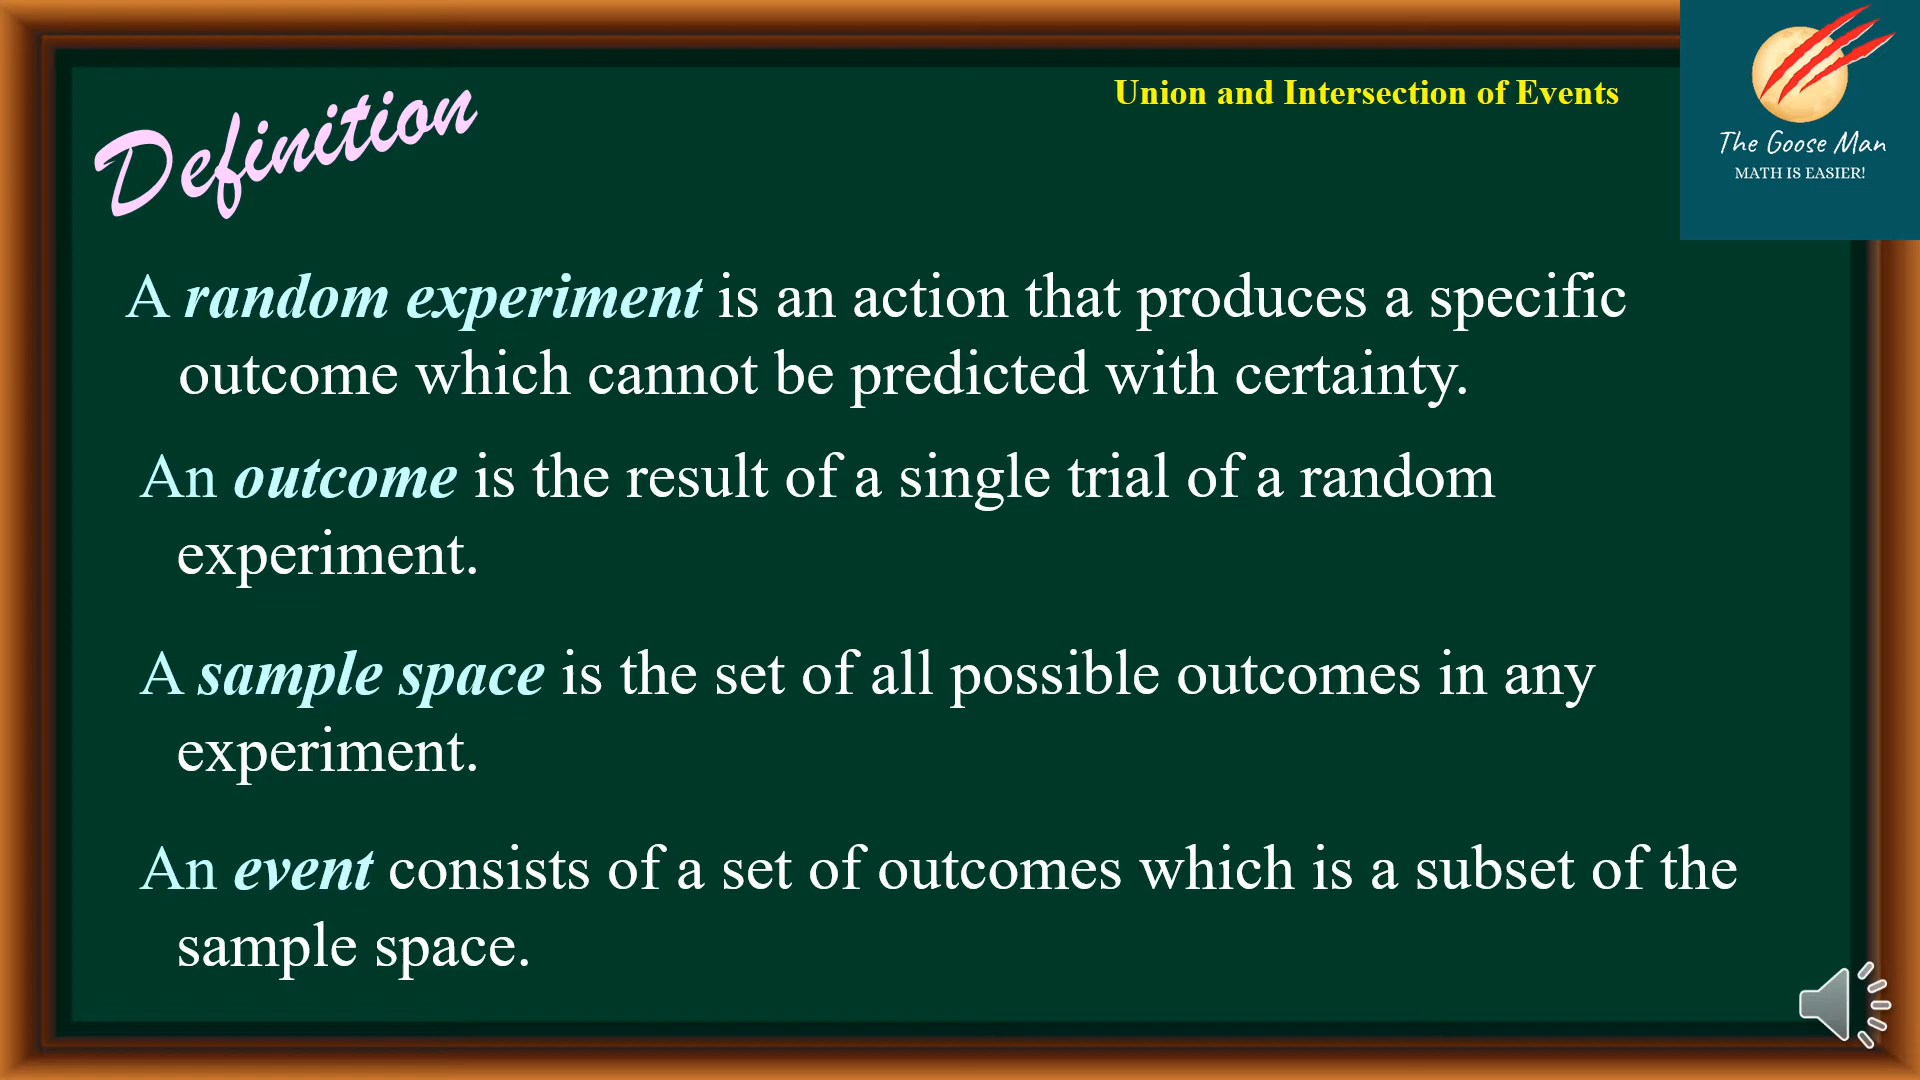 Union and Intersection of Events
Definition
The Goose Man
MATH IS EASIER!
A random experiment is an action that produces a specific
outcome which cannot be predicted with certainty.
An outcome is the result of a single trial of a random
experiment.
A sample space is the set of all possible outcomes in any
experiment.
An event consists of a set of outcomes which is a subset of the
sample space.